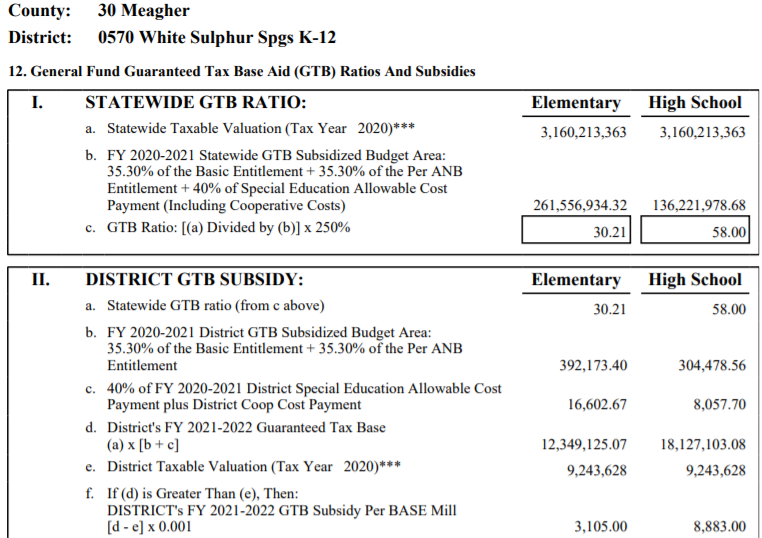 County: 30 Meagher
District: 0570 White Sulphur Spgs K-12
12. General Fund Guaranteed Tax Base Aid (GTB) Ratios And Subsidies
I. STATEWIDE GTB RATIO: Elementary High School
a. Statewide Taxable Valuation (Tax Year 2020)*** 3,160,213,363 3,160,213,363
b. FY 2020-2021 Statewide GTB Subsidized Budget Area:
35.30% of the Basic Entitlement + 35.30% of the Per ANB
Entitlement + 40% of Special Education Allowable Cost
Payment (Including Cooperative Costs) 261,556,934.32 136,221,978.68
c. GTB Ratio: [(a) Divided by (b)] x 250% 30.21 58.00
II. DISTRICT GTB SUBSIDY: Elementary High School
a. Statewide GTB ratio (from c above) 30.21 58.00
b. FY 2020-2021 District GTB Subsidized Budget Area:
35.30% of the Basic Entitlement + 35.30% of the Per ANB
Entitlement 392,173.40 304,478.56
c. 40% of FY 2020-2021 District Special Education Allowable Cost
Payment plus District Coop Cost Payment 16,602.67 8,057.70
d. District's FY 2021-2022 Guaranteed Tax Base
(a) x [b + c] 12,349,125.07 18,127,103.08
e. District Taxable Valuation (Tax Year 2020)*** 9,243,628 9,243,628
f. If (d) is Greater Than (e), Then:
DISTRICT's FY 2021-2022 GTB Subsidy Per BASE Mill
[d - e] x 0.001 3,105.00 8,883.00